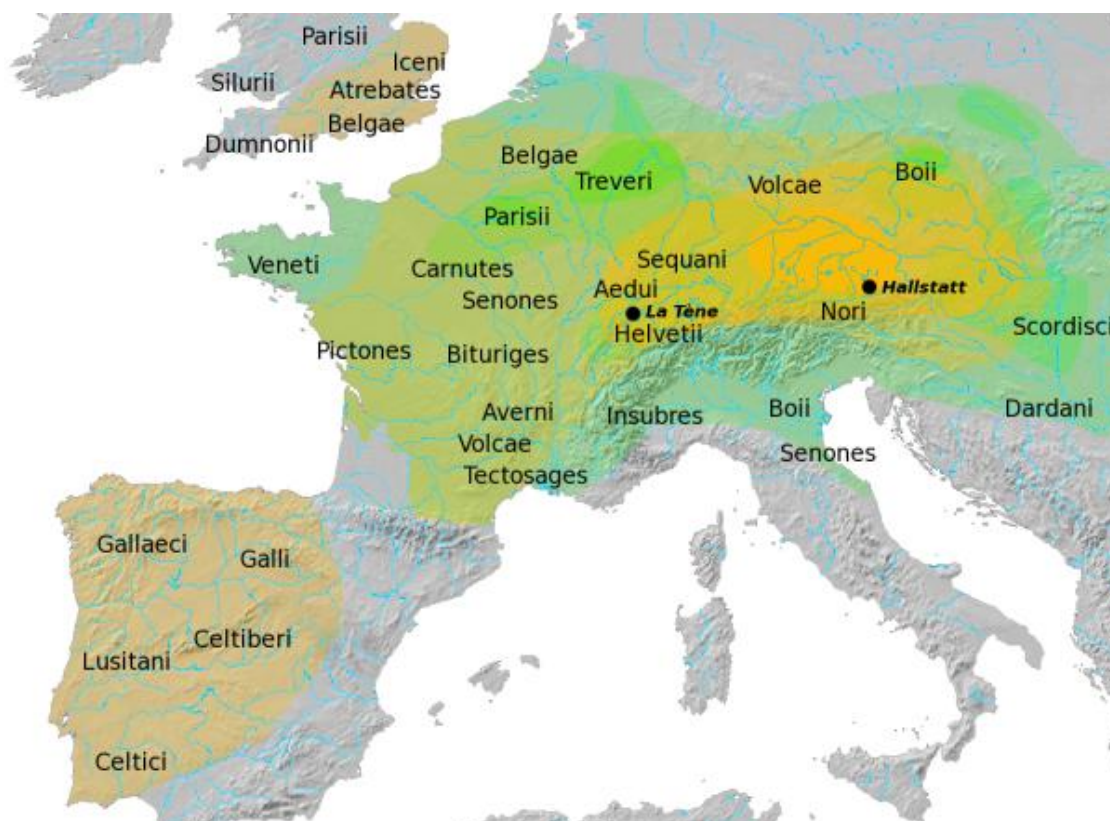 Parisii
Iceni
Silurii
Atrebates
Belgae
Dumnonii
Belgae
Treveri
Volcae
Boii
Parisii
Veneti
Carnutes
Sequani
Senones
Aedui
Hallstatt
La Tène
Nori
Helvetii
Scordisci
Pictones
Bituriges
Averni
Insubres
Boii
Dardani
Volcae
Tectosages
Senones
Gallaeci
Galli
Celtiberi
Lusitani
Celtici